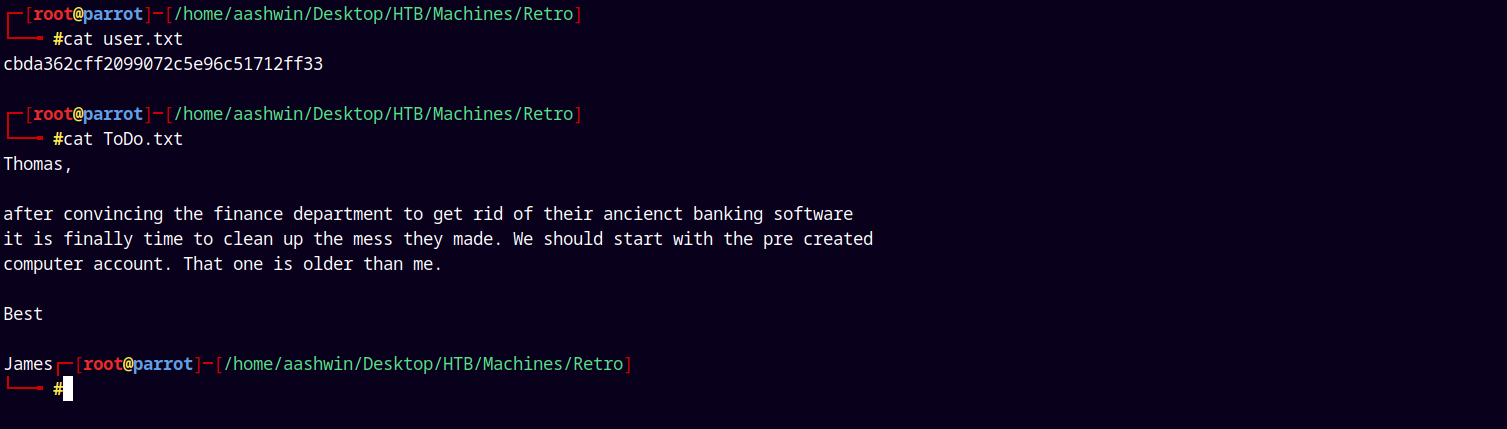 ┌─[root@parrot]─[/home/aashwin/Desktop/HTB/Machines/Retro]
└──╼ #cat user.txt
cbda362cff2099072c5e96c51712ff33
┌─[root@parrot]─[/home/aashwin/Desktop/HTB/Machines/Retro]
└──╼ #cat ToDo.txt
Thomas,
after convincing the finance department to get rid of their ancienct banking software
it is finally time to clean up the mess they made. We should start with the pre created
computer account. That one is older than me.
Best
James┌─[root@parrot]─[/home/aashwin/Desktop/HTB/Machines/Retro]
└──╼ #